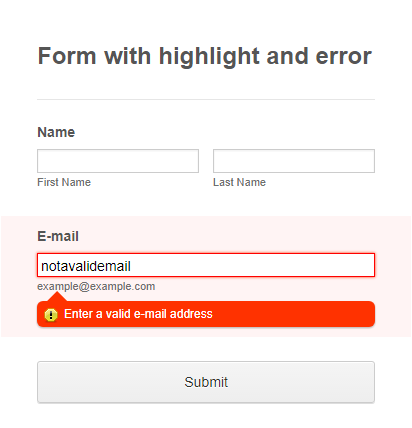 Form with highlight and error
Name
First Name Last Name
E-mail
notavalidemail
example@example.com
! Enter a valid e-mail address
Submit